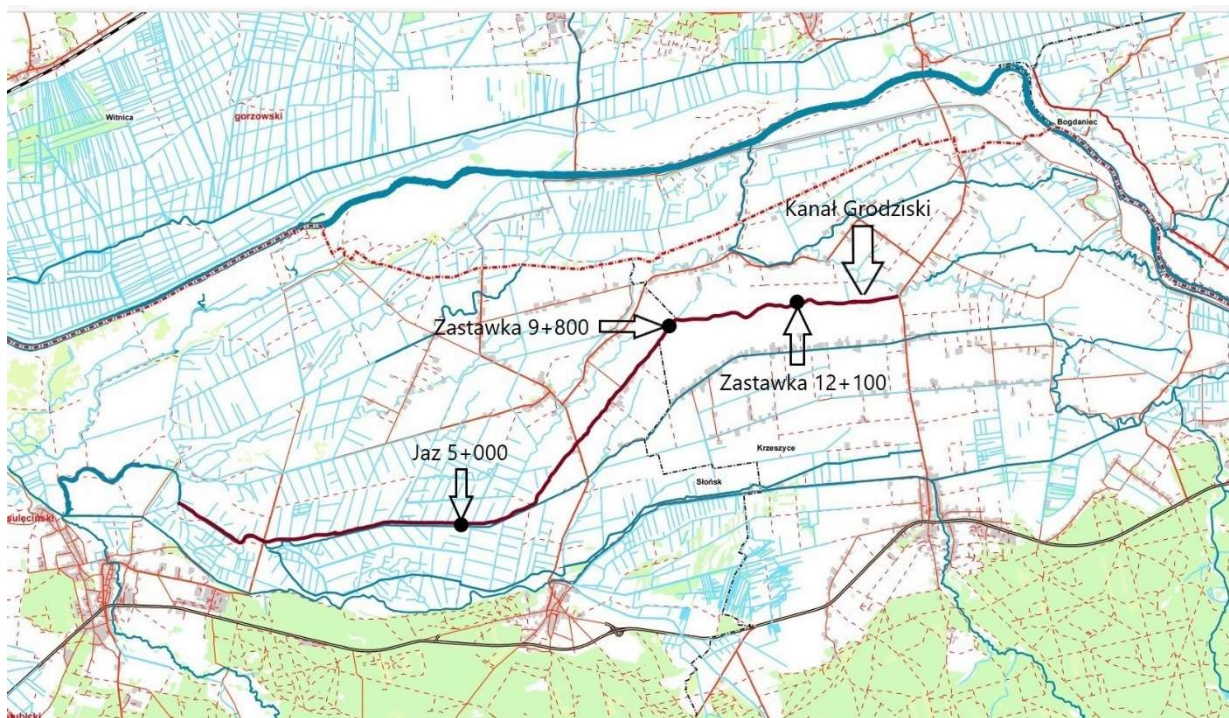 Witnica
gorzowski
Bogdaniec
Kanał Grodziski
Zastawka 9+800
Zastawka 12+100
Jaz 5+000
Krzeszyce
Słońsk
sulęciński